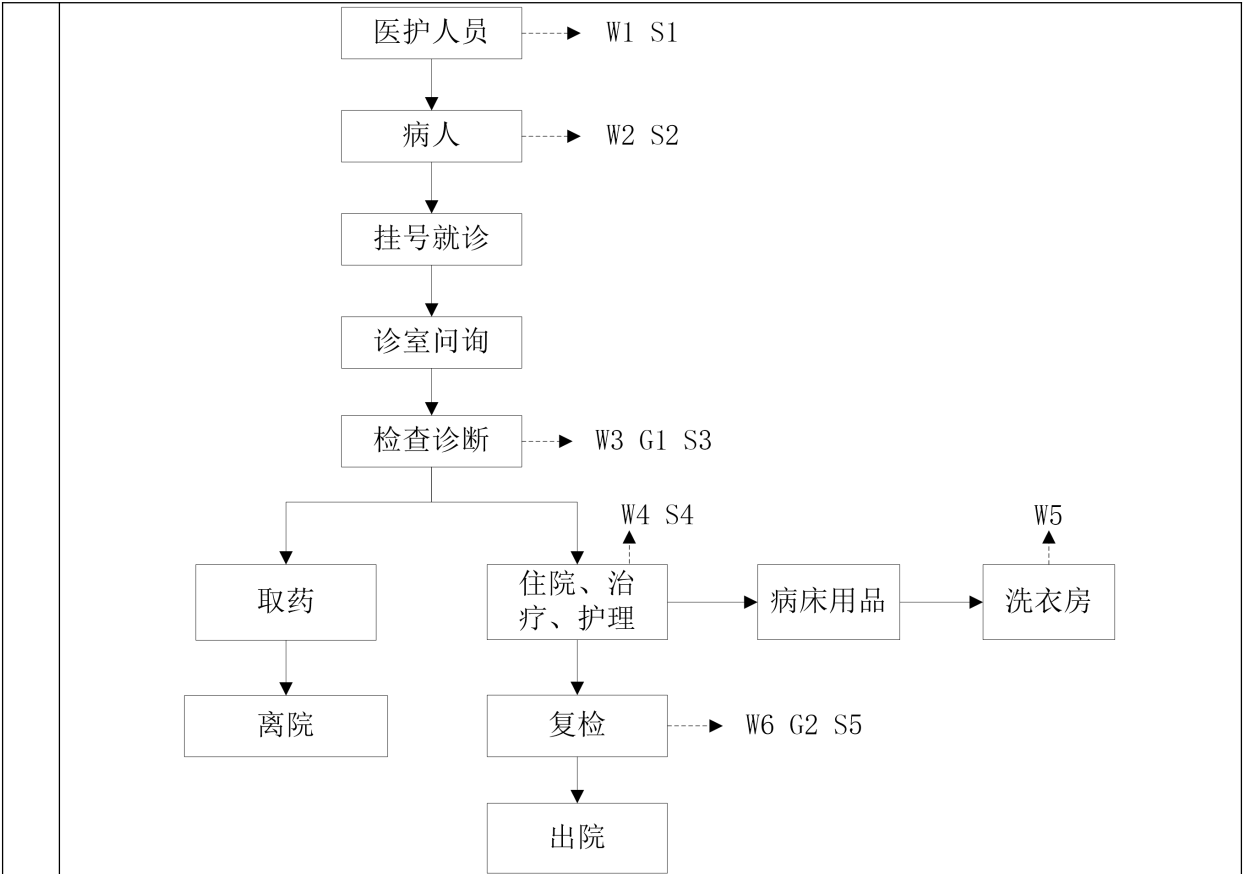 医护人员
W1 S1
病人
W2 S2
挂号就诊
诊室问询
检查诊断
W3 G1 S3
W4 S4
W5
取药
住院、治
疗、护理
病床用品
洗衣房
离院
复检
W6 G2 S5
出院